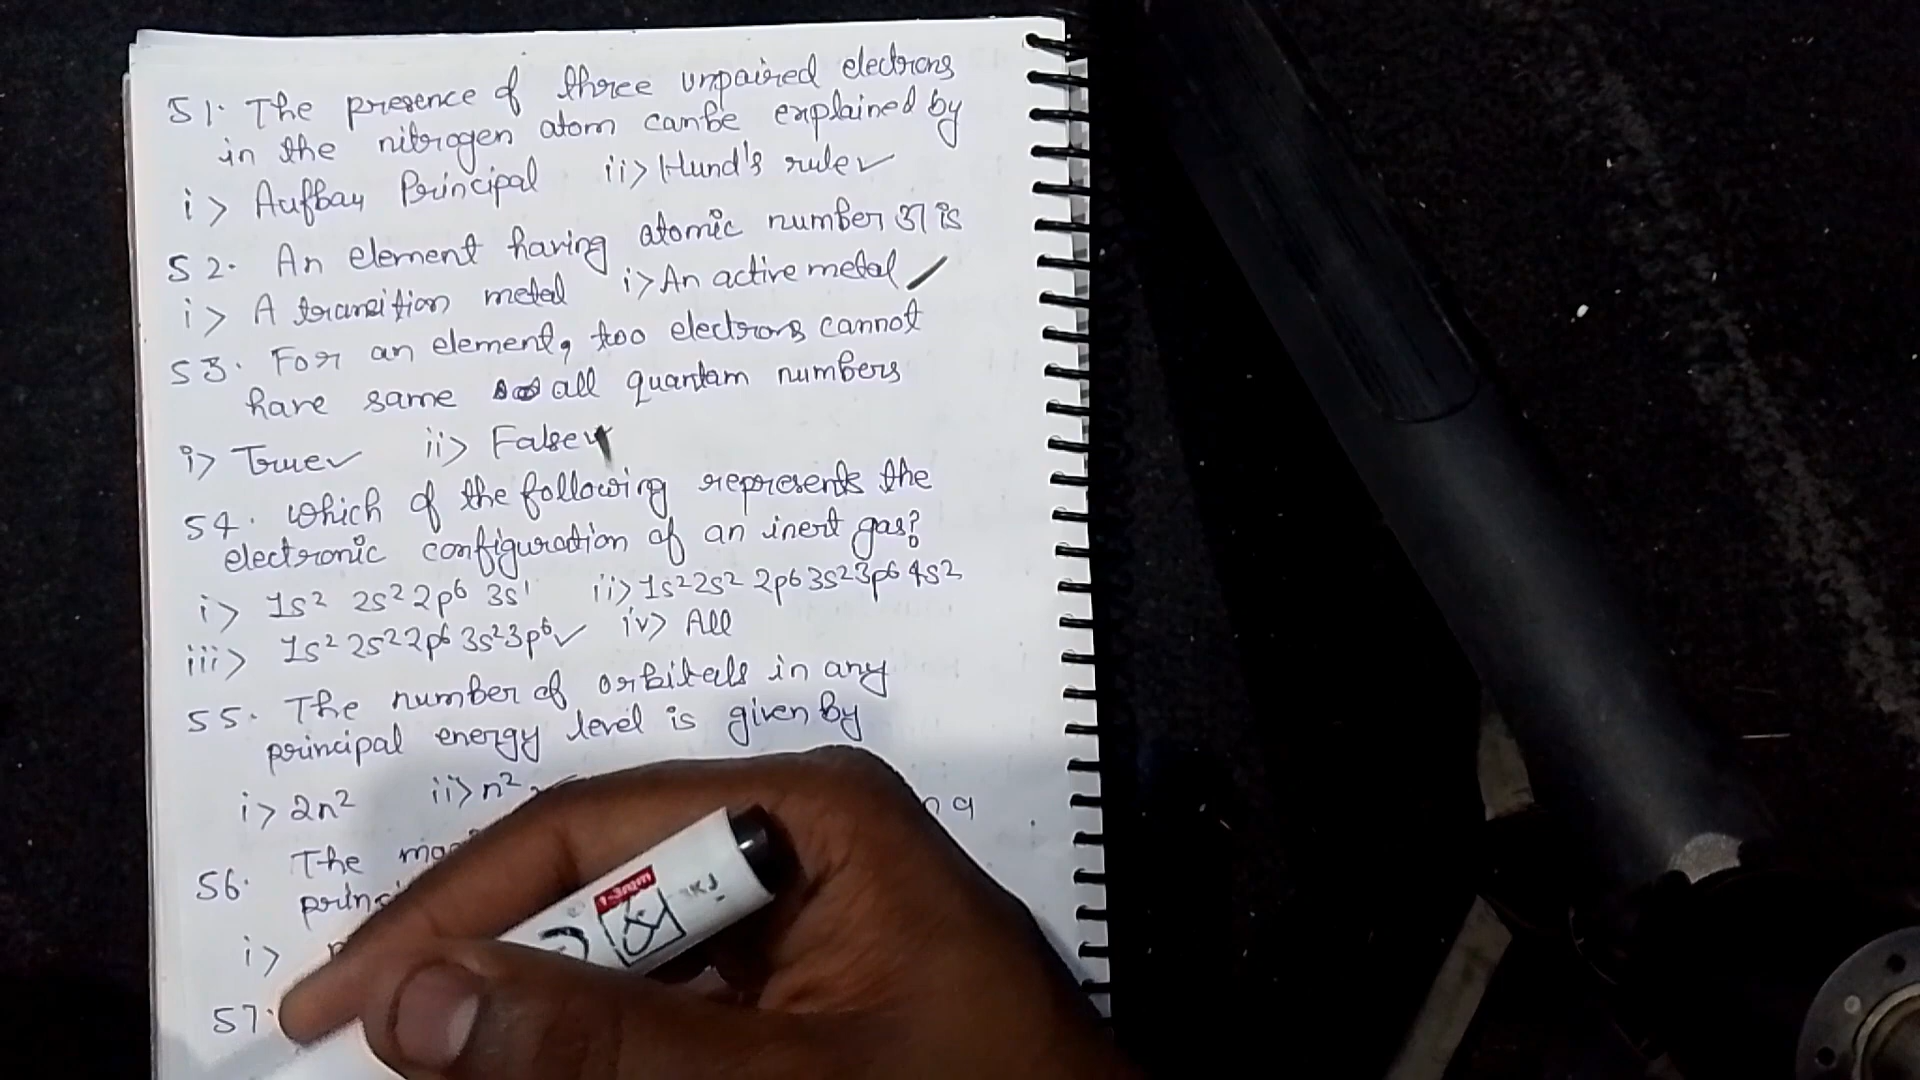 51. The presence of three unpaired electrons
in the nitrogen atom canbe explained by
i> Aufbau Principal ii> Hund's rule ✓
52. An element having atomic number 37 is
i> A transition metal i> An active metal
53. For an element, too electrons cannot
have same all quantam numbers
i> True ✓ ii> False
54. Which of the following represents the
electronic configuration of an inert gas?
i> 1s² 2s² 2p⁶ 3s¹ ii> 1s² 2s² 2p6 3s² 3p6 4s2
iii> 1s² 2s² 2p⁶ 3s² 3p⁶ ✓ iv> All
55. The number of orbitals in any
principal energy level is given by
i> 2n² ii> n²
56. The
i>
57.
1.3mm